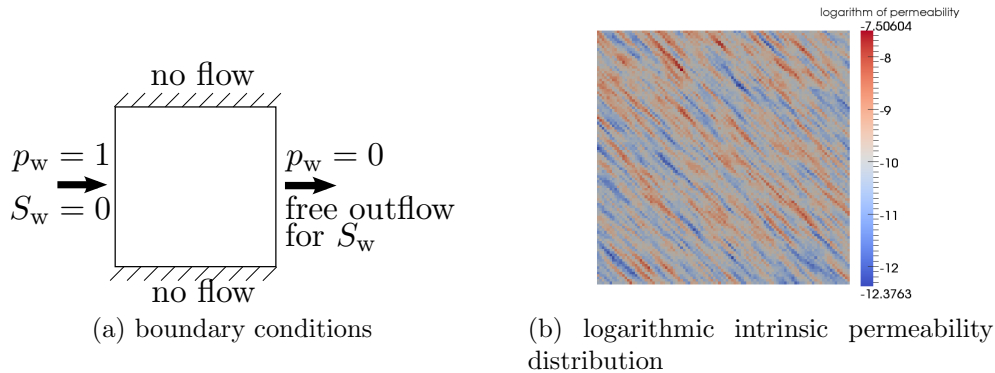 no flow
p_w = 1
S_w = 0
p_w = 0
free outflow
for S_w
no flow
(a) boundary conditions
logarithm of permeability
-7.50604
-8
-9
-10
-11
-12
-12.3763
(b) logarithmic intrinsic permeability
distribution